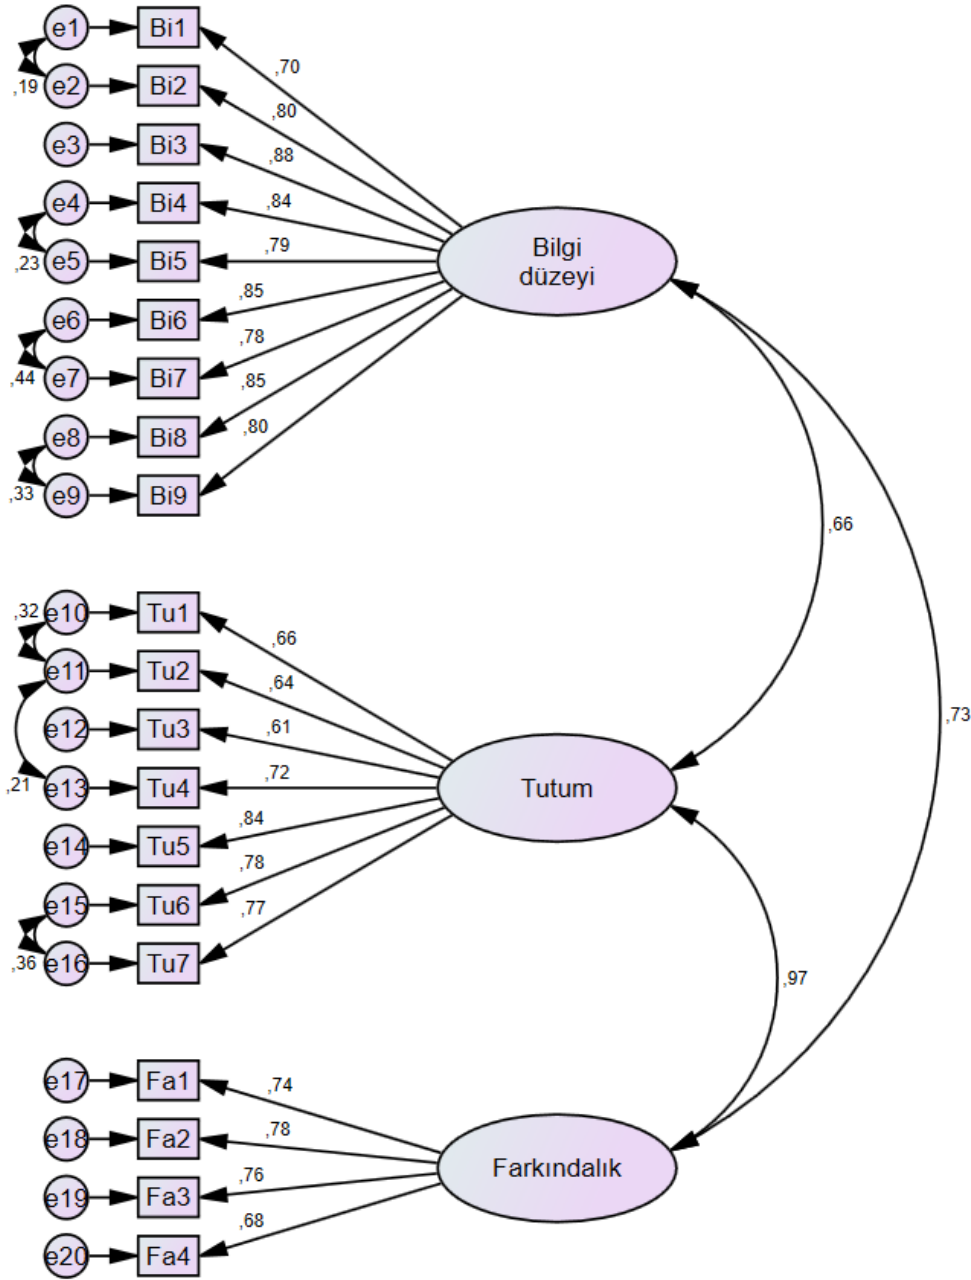 e1 Bi1
,70
,19 e2 Bi2
,80
e3 Bi3
,88
e4 Bi4
,84
,23 e5 Bi5
,79
Bilgi
düzeyi
e6 Bi6
,85
,44 e7 Bi7
,78
e8 Bi8
,85
,33 e9 Bi9
,80
,66
,32 e10 Tu1
,66
e11 Tu2
,64
e12 Tu3
,61
,73
,21 e13 Tu4
,72
Tutum
e14 Tu5
,84
e15 Tu6
,78
,36 e16 Tu7
,77
,97
e17 Fa1
,74
e18 Fa2
,78
Farkındalık
e19 Fa3
,76
e20 Fa4
,68